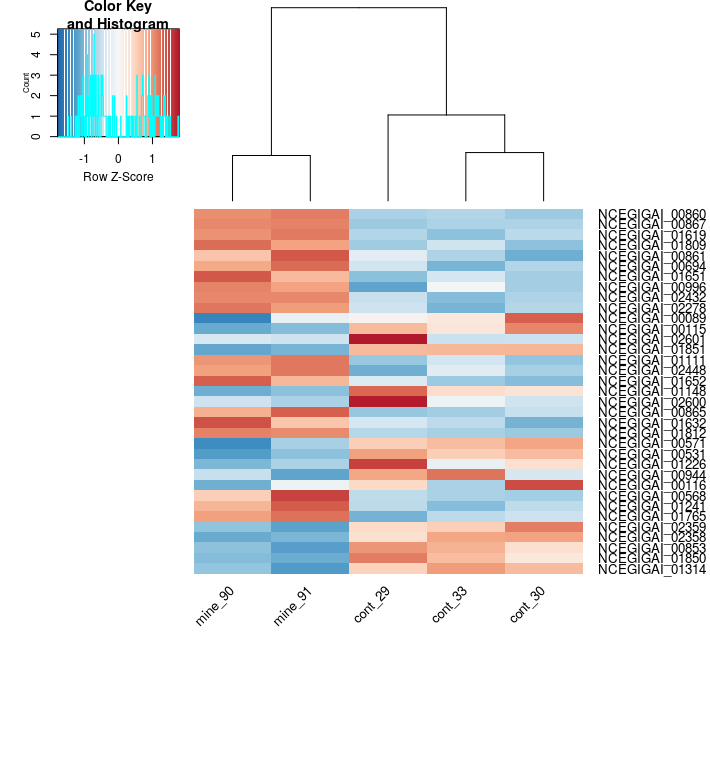 Color Key
and Histogram
Count
0 1 2 3 4 5
-1 0 1
Row Z-Score
NCEGIGAI_00860
NCEGIGAI_00867
NCEGIGAI_01619
NCEGIGAI_01809
NCEGIGAI_00861
NCEGIGAI_00694
NCEGIGAI_01651
NCEGIGAI_00996
NCEGIGAI_02432
NCEGIGAI_02278
NCEGIGAI_00089
NCEGIGAI_00115
NCEGIGAI_02601
NCEGIGAI_01851
NCEGIGAI_01111
NCEGIGAI_02448
NCEGIGAI_01652
NCEGIGAI_01148
NCEGIGAI_02600
NCEGIGAI_00865
NCEGIGAI_01632
NCEGIGAI_01812
NCEGIGAI_00571
NCEGIGAI_00531
NCEGIGAI_01226
NCEGIGAI_00944
NCEGIGAI_00116
NCEGIGAI_00568
NCEGIGAI_01241
NCEGIGAI_01765
NCEGIGAI_02359
NCEGIGAI_02358
NCEGIGAI_00853
NCEGIGAI_01850
NCEGIGAI_01314
mine_90
mine_91
cont_29
cont_33
cont_30